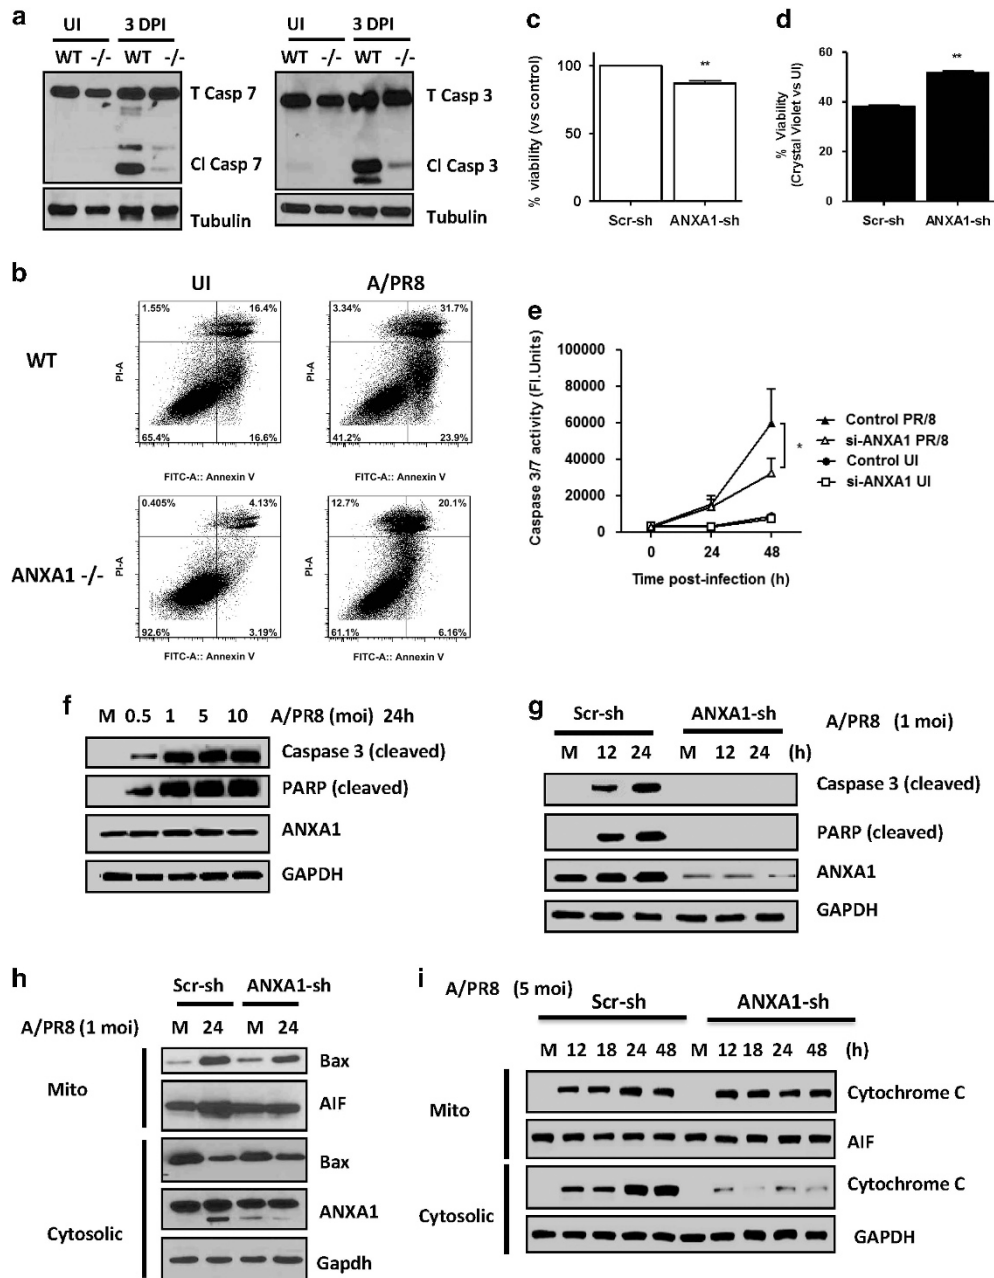 a
UI 3 DPI
WT -/- WT -/-
T Casp 7
Cl Casp 7
Tubulin
UI 3 DPI
WT -/- WT -/-
T Casp 3
Cl Casp 3
Tubulin
c
% viability (vs control)
100
50
0
**
Scr-sh ANXA1-sh
d
% Viability
(Crystal Violet vs UI)
60
40
20
0
**
Scr-sh ANXA1-sh
b
UI A/PR8
WT
1.55% 16.4%
65.4% 16.6%
PI-A
FITC-A:: Annexin V
3.34% 31.7%
41.2% 23.9%
PI-A
FITC-A:: Annexin V
ANXA1 -/-
0.405% 4.13%
92.6% 3.19%
PI-A
FITC-A:: Annexin V
12.7% 20.1%
61.1% 6.16%
PI-A
FITC-A:: Annexin V
e
Caspase 3/7 activity (Fl.Units)
100000
80000
60000
40000
20000
0
0 24 48
Time post-infection (h)
*
Control PR/8
si-ANXA1 PR/8
Control UI
si-ANXA1 UI
f
M 0.5 1 5 10 A/PR8 (moi) 24h
Caspase 3 (cleaved)
PARP (cleaved)
ANXA1
GAPDH
g
Scr-sh ANXA1-sh A/PR8 (1 moi)
M 12 24 M 12 24 (h)
Caspase 3 (cleaved)
PARP (cleaved)
ANXA1
GAPDH
h
Scr-sh ANXA1-sh
A/PR8 (1 moi) M 24 M 24
Mito
Bax
AIF
Cytosolic
Bax
ANXA1
Gapdh
i
A/PR8 (5 moi) Scr-sh ANXA1-sh
M 12 18 24 48 M 12 18 24 48 (h)
Mito
Cytochrome C
AIF
Cytosolic
Cytochrome C
GAPDH